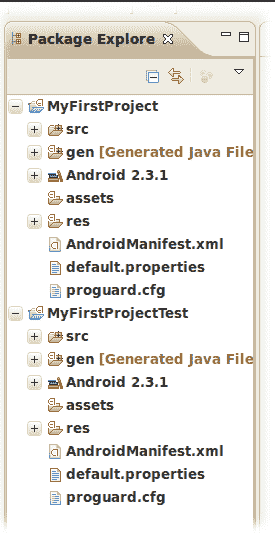 Package Explore
MyFirstProject
src
gen [Generated Java File
Android 2.3.1
assets
res
AndroidManifest.xml
default.properties
proguard.cfg
MyFirstProjectTest
src
gen [Generated Java File
Android 2.3.1
assets
res
AndroidManifest.xml
default.properties
proguard.cfg